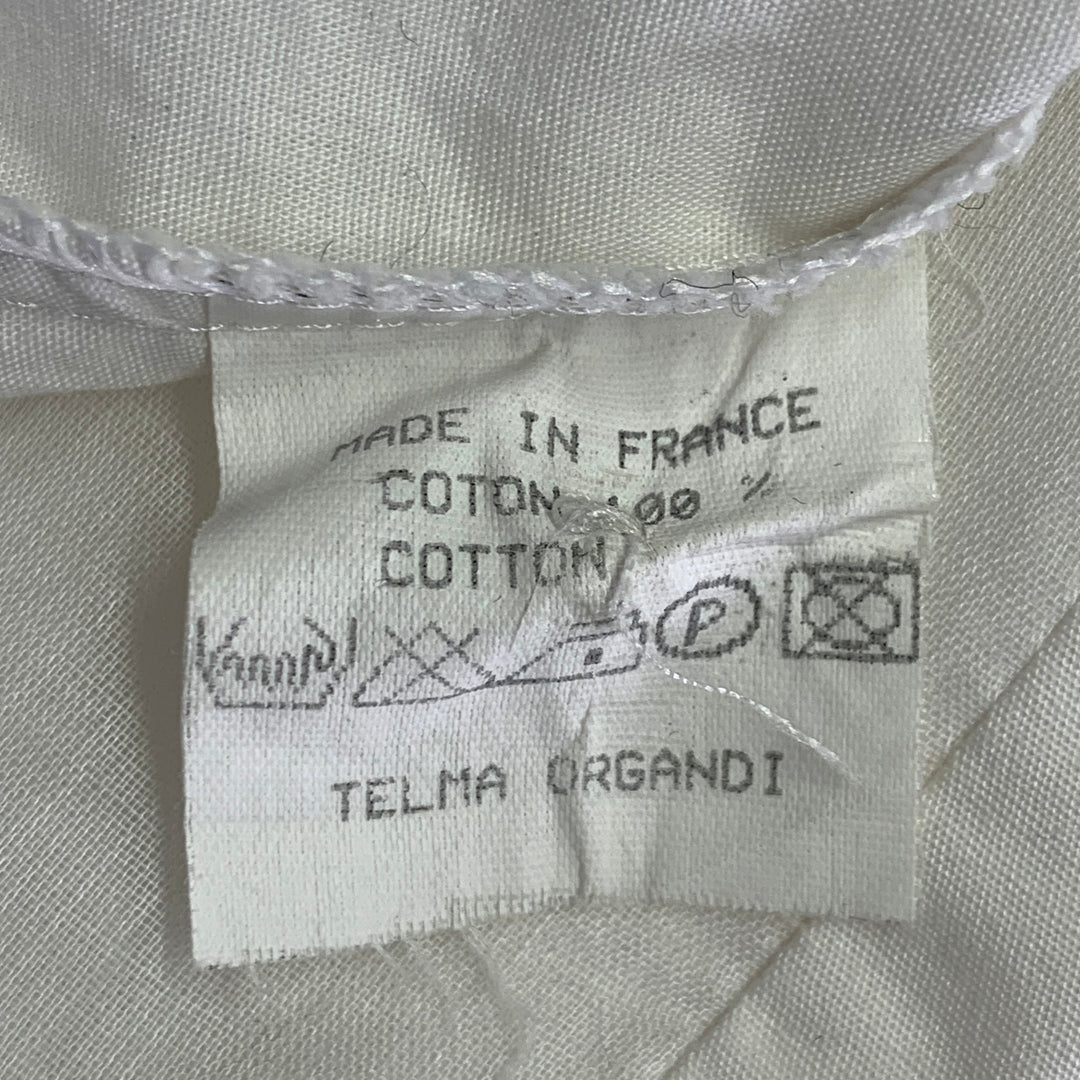 MADE IN FRANCE
COTON 100 %
COTTON
P
TELMA ORGANDI